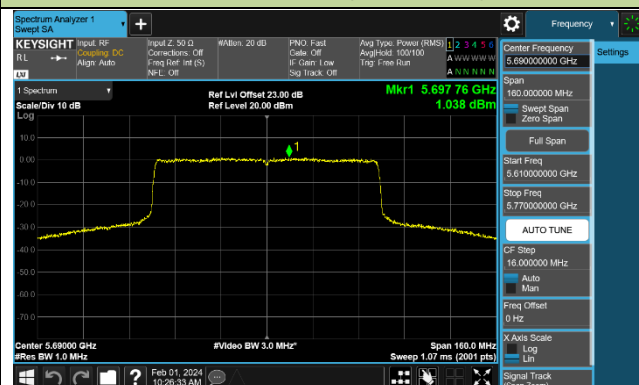 Spectrum Analyzer 1
Swept SA
+
Frequency
KEYSIGHT
RL
LXI
Input: RF
Coupling: DC
Align: Auto
Input Z: 50 Ω
Corrections: Off
Freq Ref: Int (S)
NFE: Off
#Atten: 20 dB
PNO: Fast
Gate: Off
IF Gain: Low
Sig Track: Off
Avg Type: Power (RMS)
Avg|Hold: 100/100
Trig: Free Run
1 2 3 4 5 6
A W W W W W
A N N N N N
1 Spectrum
Scale/Div 10 dB
Log
Ref Lvl Offset 23.00 dB
Ref Level 20.00 dBm
Mkr1 5.697 76 GHz
1.038 dBm
10.0
0.00
-10.0
-20.0
-30.0
-40.0
-50.0
-60.0
-70.0
1
Center 5.69000 GHz
#Res BW 1.0 MHz
#Video BW 3.0 MHz*
Span 160.0 MHz
Sweep 1.07 ms (2001 pts)
Feb 01, 2024
10:26:33 AM
?
Center Frequency
5.690000000 GHz
Span
160.000000 MHz
Swept Span
Zero Span
Full Span
Start Freq
5.610000000 GHz
Stop Freq
5.770000000 GHz
AUTO TUNE
CF Step
16.000000 MHz
Auto
Man
Freq Offset
0 Hz
X Axis Scale
Log
Lin
Signal Track
(Span Zoom)
Settings